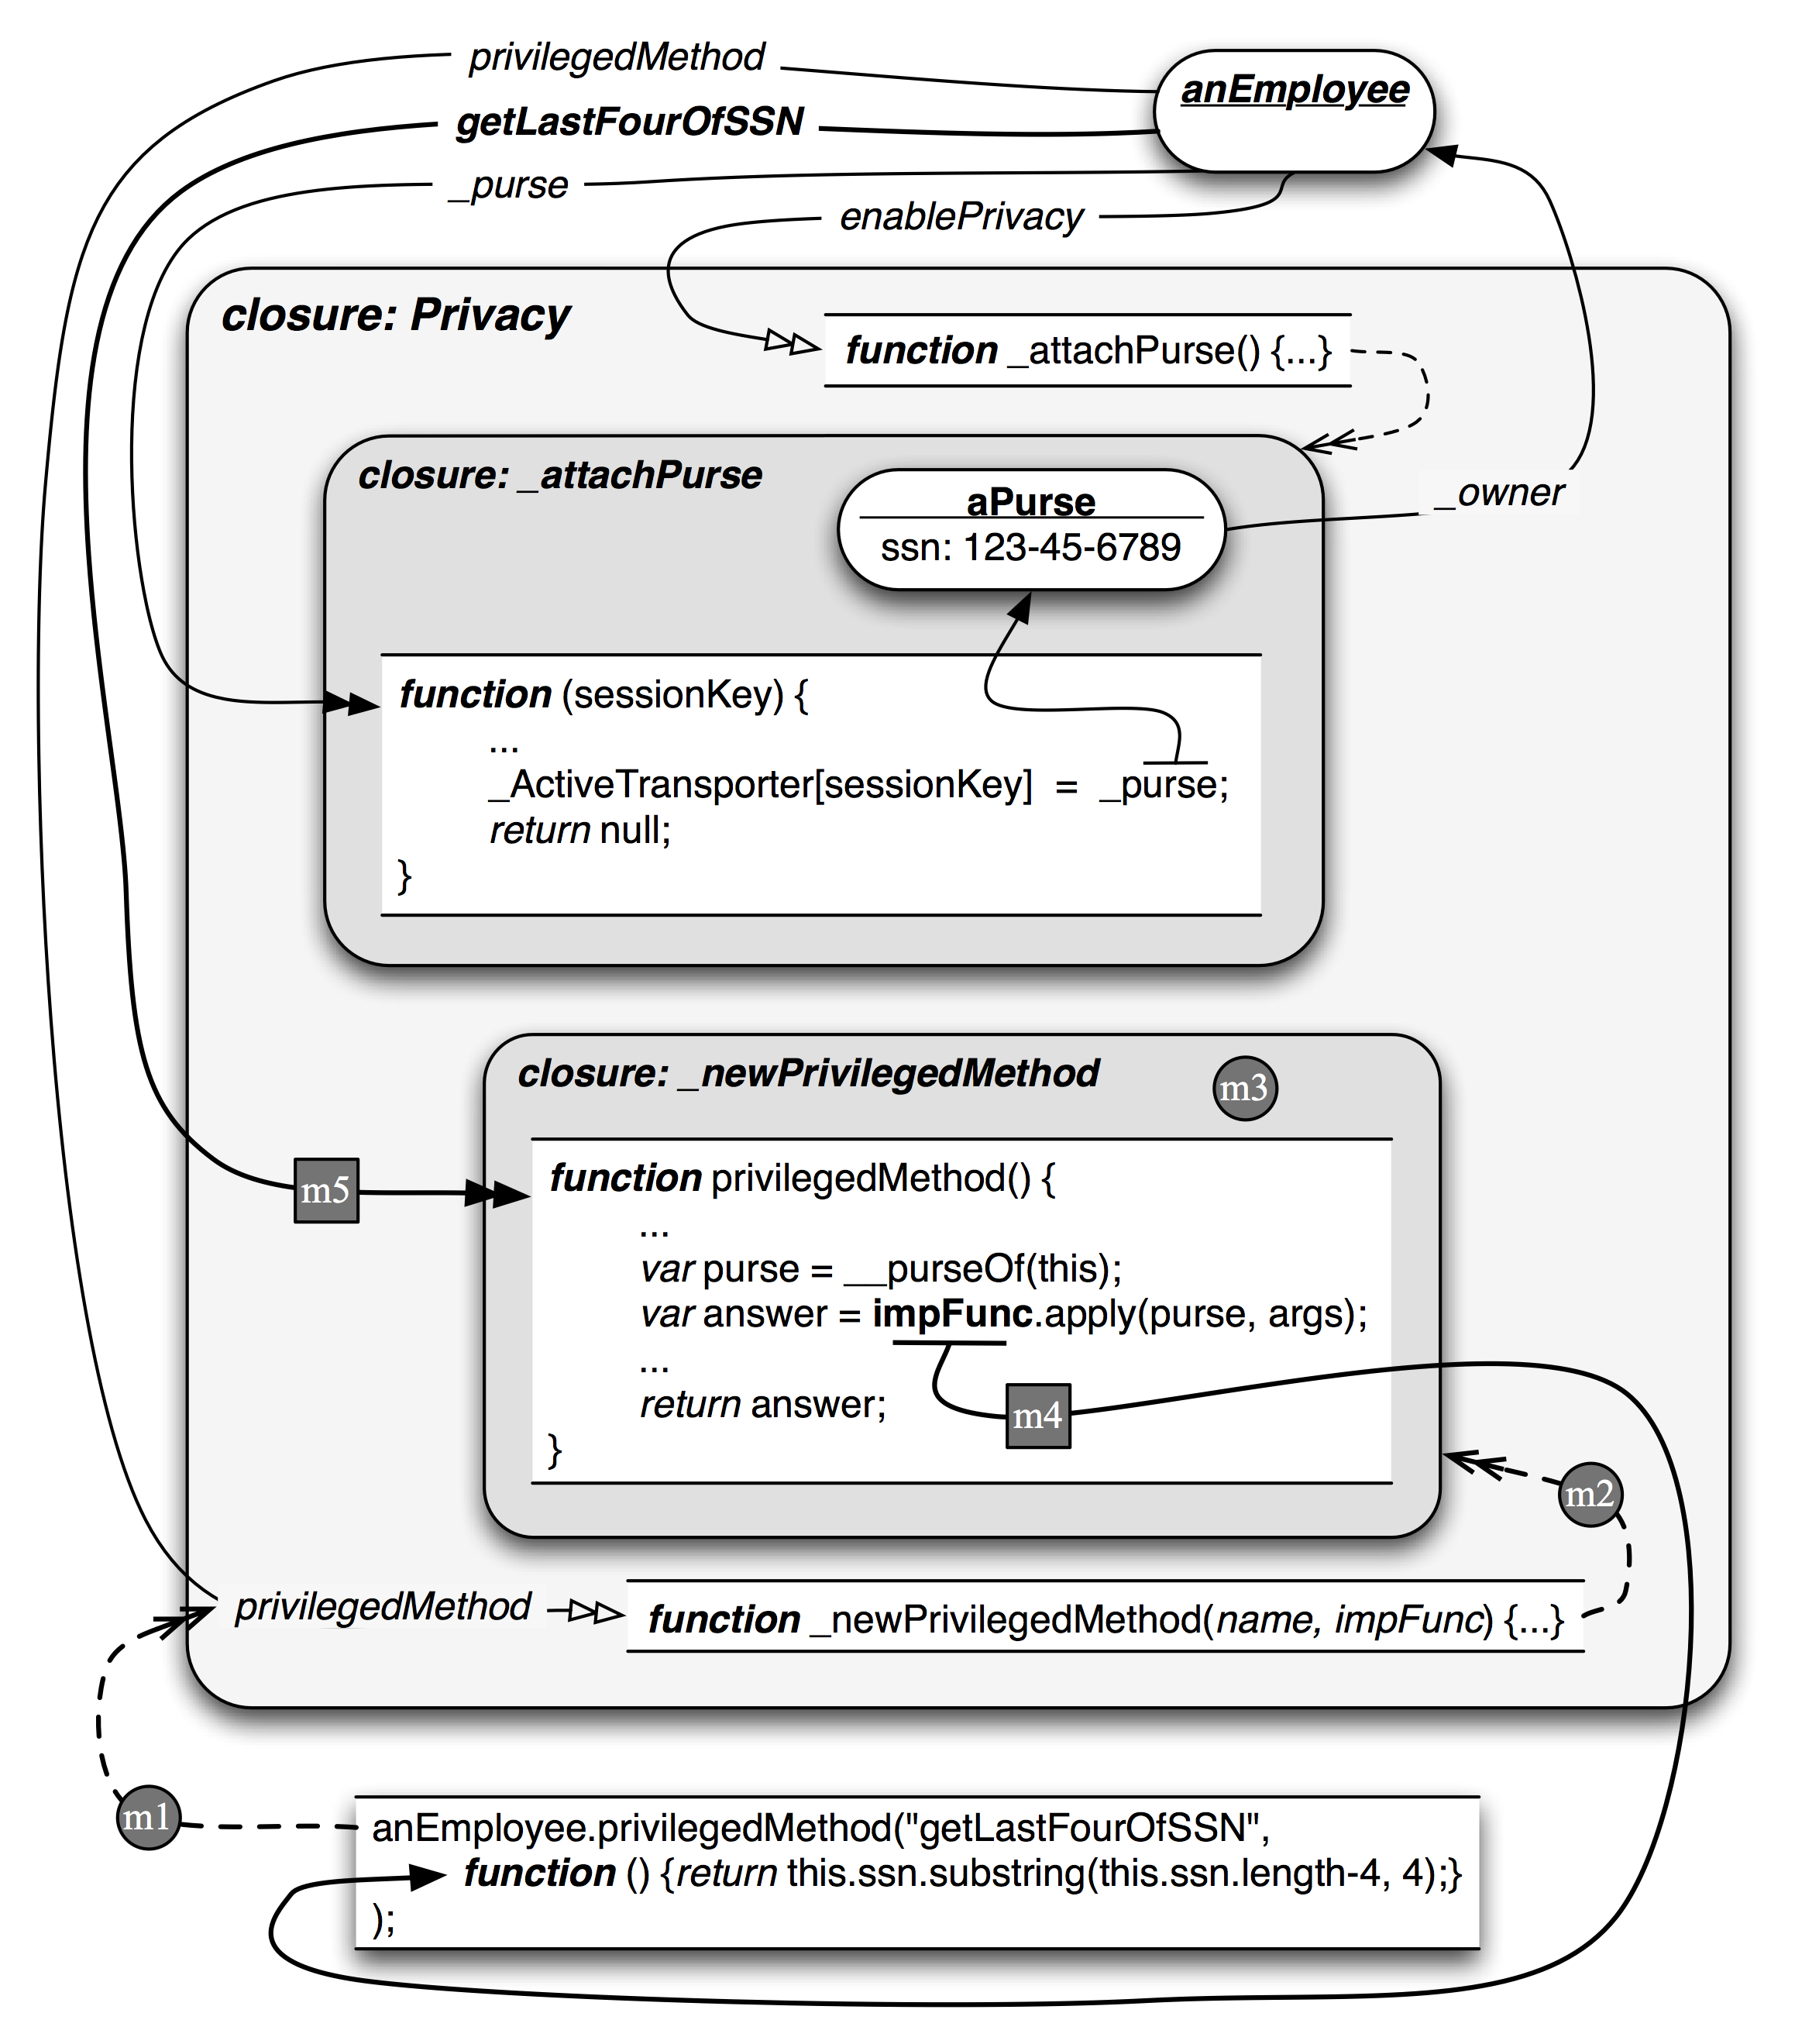 privilegedMethod
anEmployee
getLastFourOfSSN
_purse
enablePrivacy
closure: Privacy
function _attachPurse() {...}
closure: _attachPurse
aPurse
ssn: 123-45-6789
_owner
function (sessionKey) {
...
_ActiveTransporter[sessionKey] = _purse;
return null;
}
closure: _newPrivilegedMethod
m3
function privilegedMethod() {
m5
...
var purse = __purseOf(this);
var answer = impFunc.apply(purse, args);
...
return answer;
m4
}
m2
privilegedMethod
function _newPrivilegedMethod(name, impFunc) {...}
m1
anEmployee.privilegedMethod("getLastFourOfSSN",
function () {return this.ssn.substring(this.ssn.length-4, 4);}
);